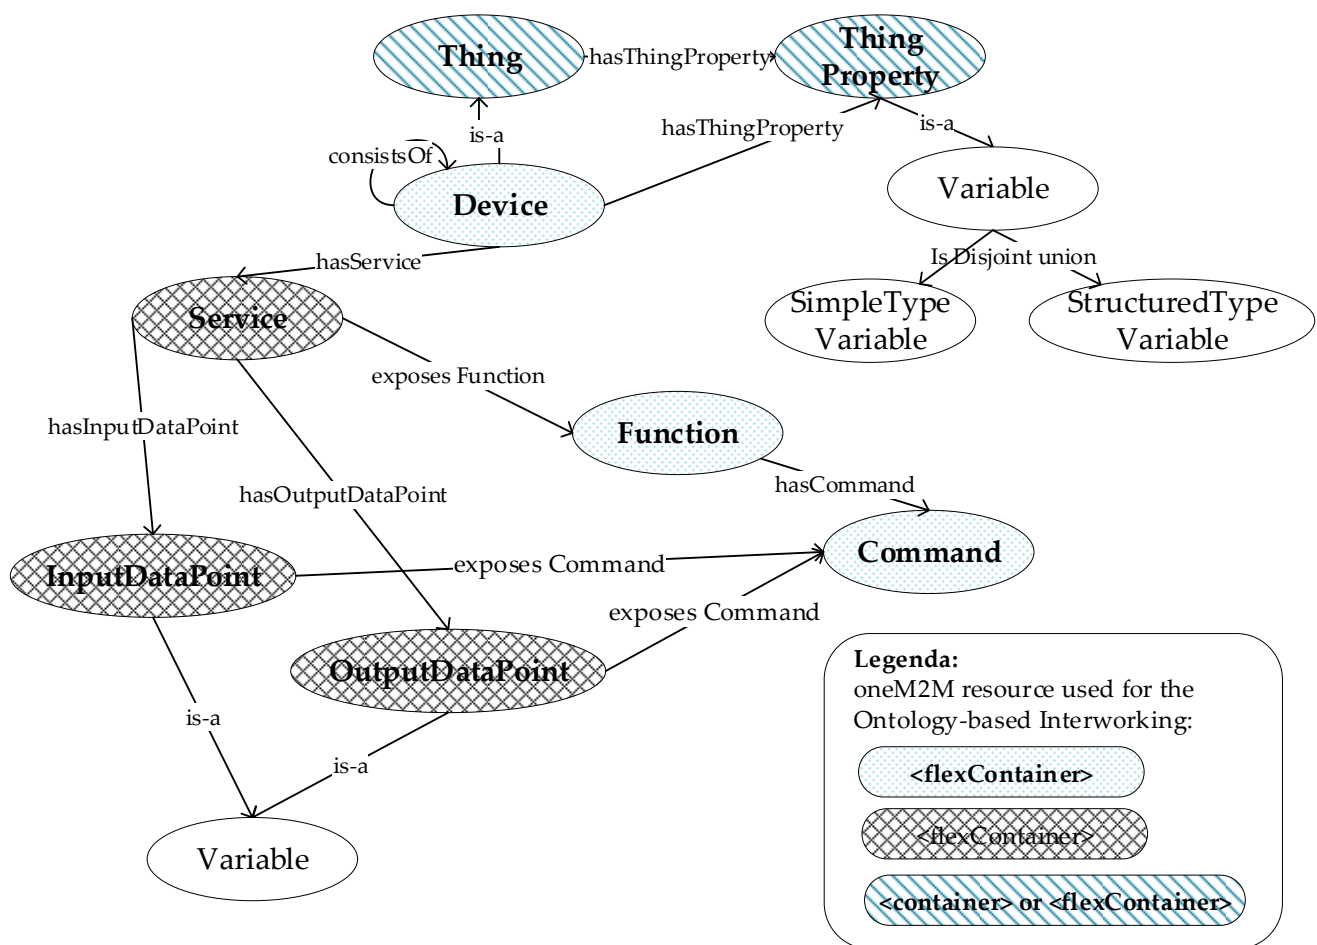 Thing
hasThingProperty
Thing
Property
is-a
hasThingProperty
is-a
consistsOf
Device
Variable
hasService
Is Disjoint union
Service
SimpleType
Variable
StructuredType
Variable
exposes Function
hasInputDataPoint
Function
hasOutputDataPoint
hasCommand
InputDataPoint
exposes Command
Command
exposes Command
OutputDataPoint
is-a
is-a
Variable
Legenda:
oneM2M resource used for the
Ontology-based Interworking:
<flexContainer>
<flexContainer>
<container> or <flexContainer>